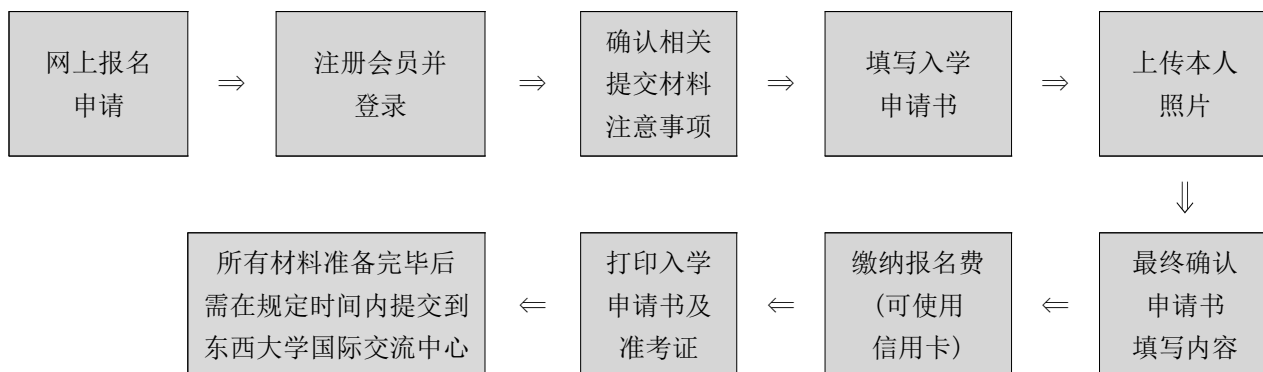 网上报名
申请
⇒
注册会员并
登录
⇒
确认相关
提交材料
注意事项
⇒
填写入学
申请书
⇒
上传本人
照片
⇓
最终确认
申请书
填写内容
⇐
缴纳报名费
(可使用
信用卡)
⇐
打印入学
申请书及
准考证
⇐
所有材料准备完毕后
需在规定时间内提交到
东西大学国际交流中心